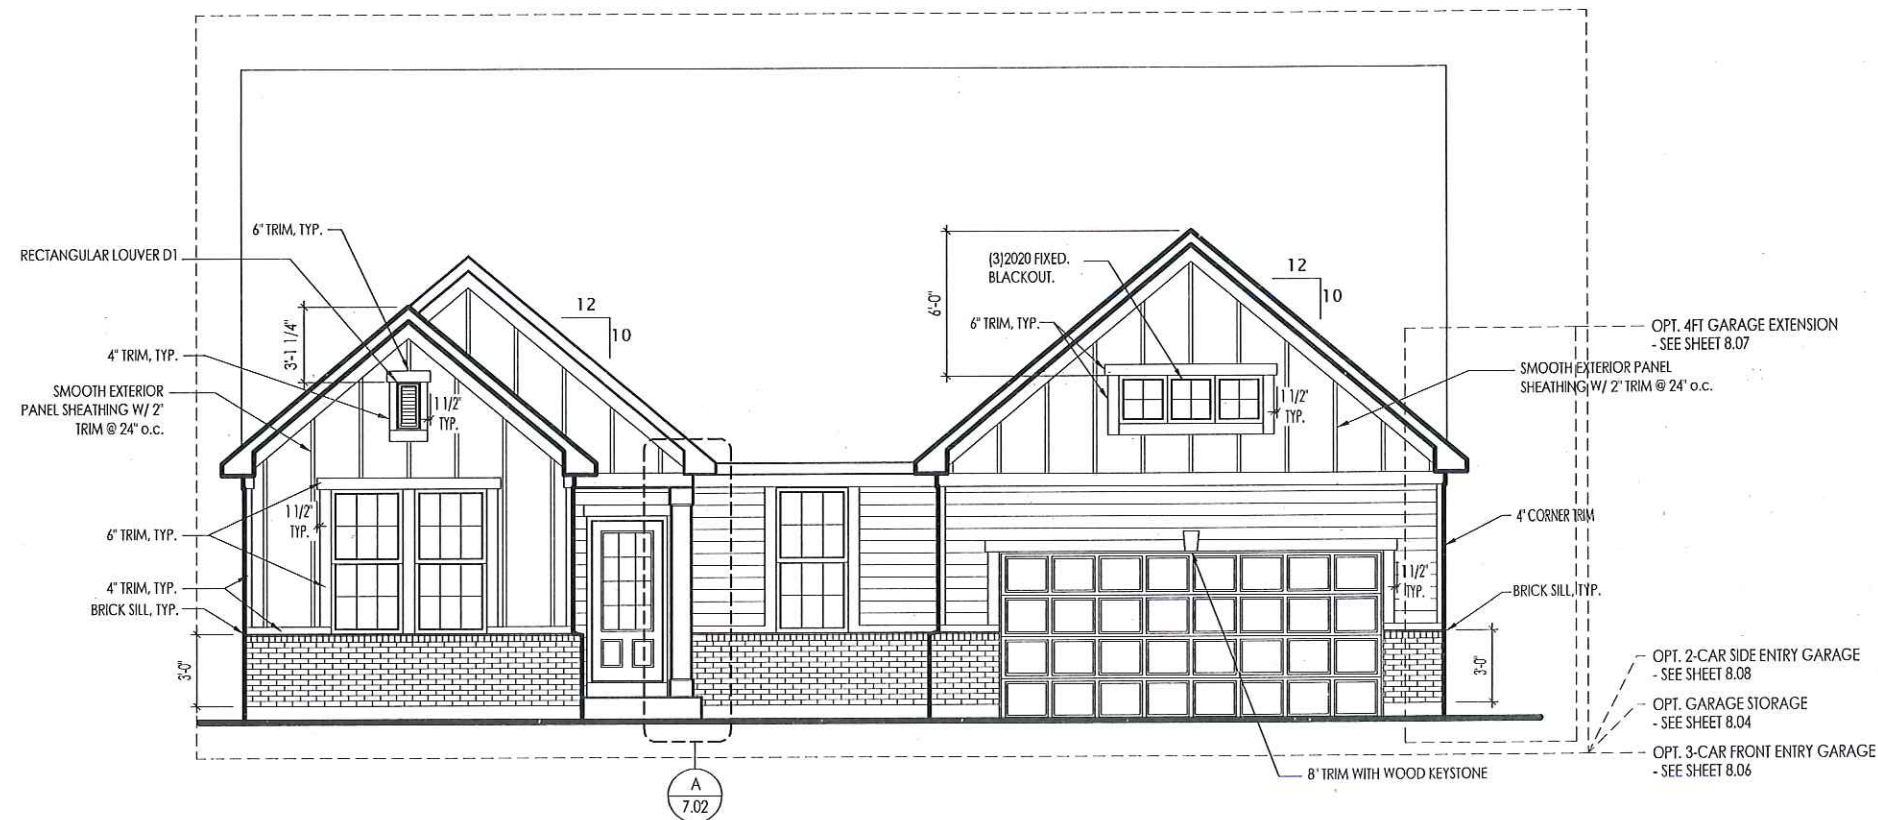 6" TRIM, TYP.
RECTANGULAR LOUVER D1
3'-1 1/4"
4" TRIM, TYP.
SMOOTH EXTERIOR
PANEL SHEATHING W/ 2"
TRIM @ 24" o.c.
1 1/2"
TYP.
12
10
1 1/2"
TYP.
6" TRIM, TYP.
4" TRIM, TYP.
BRICK SILL, TYP.
3'-0"
A
7.02
6'-0"
(3)2020 FIXED.
BLACKOUT.
6" TRIM, TYP.
12
10
1 1/2"
TYP.
OPT. 4FT GARAGE EXTENSION
- SEE SHEET 8.07
SMOOTH EXTERIOR PANEL
SHEATHING W/ 2" TRIM @ 24" o.c.
4" CORNER TRIM
1 1/2"
TYP.
BRICK SILL, TYP.
3'-0"
OPT. 2-CAR SIDE ENTRY GARAGE
- SEE SHEET 8.08
OPT. GARAGE STORAGE
- SEE SHEET 8.04
OPT. 3-CAR FRONT ENTRY GARAGE
- SEE SHEET 8.06
8" TRIM WITH WOOD KEYSTONE